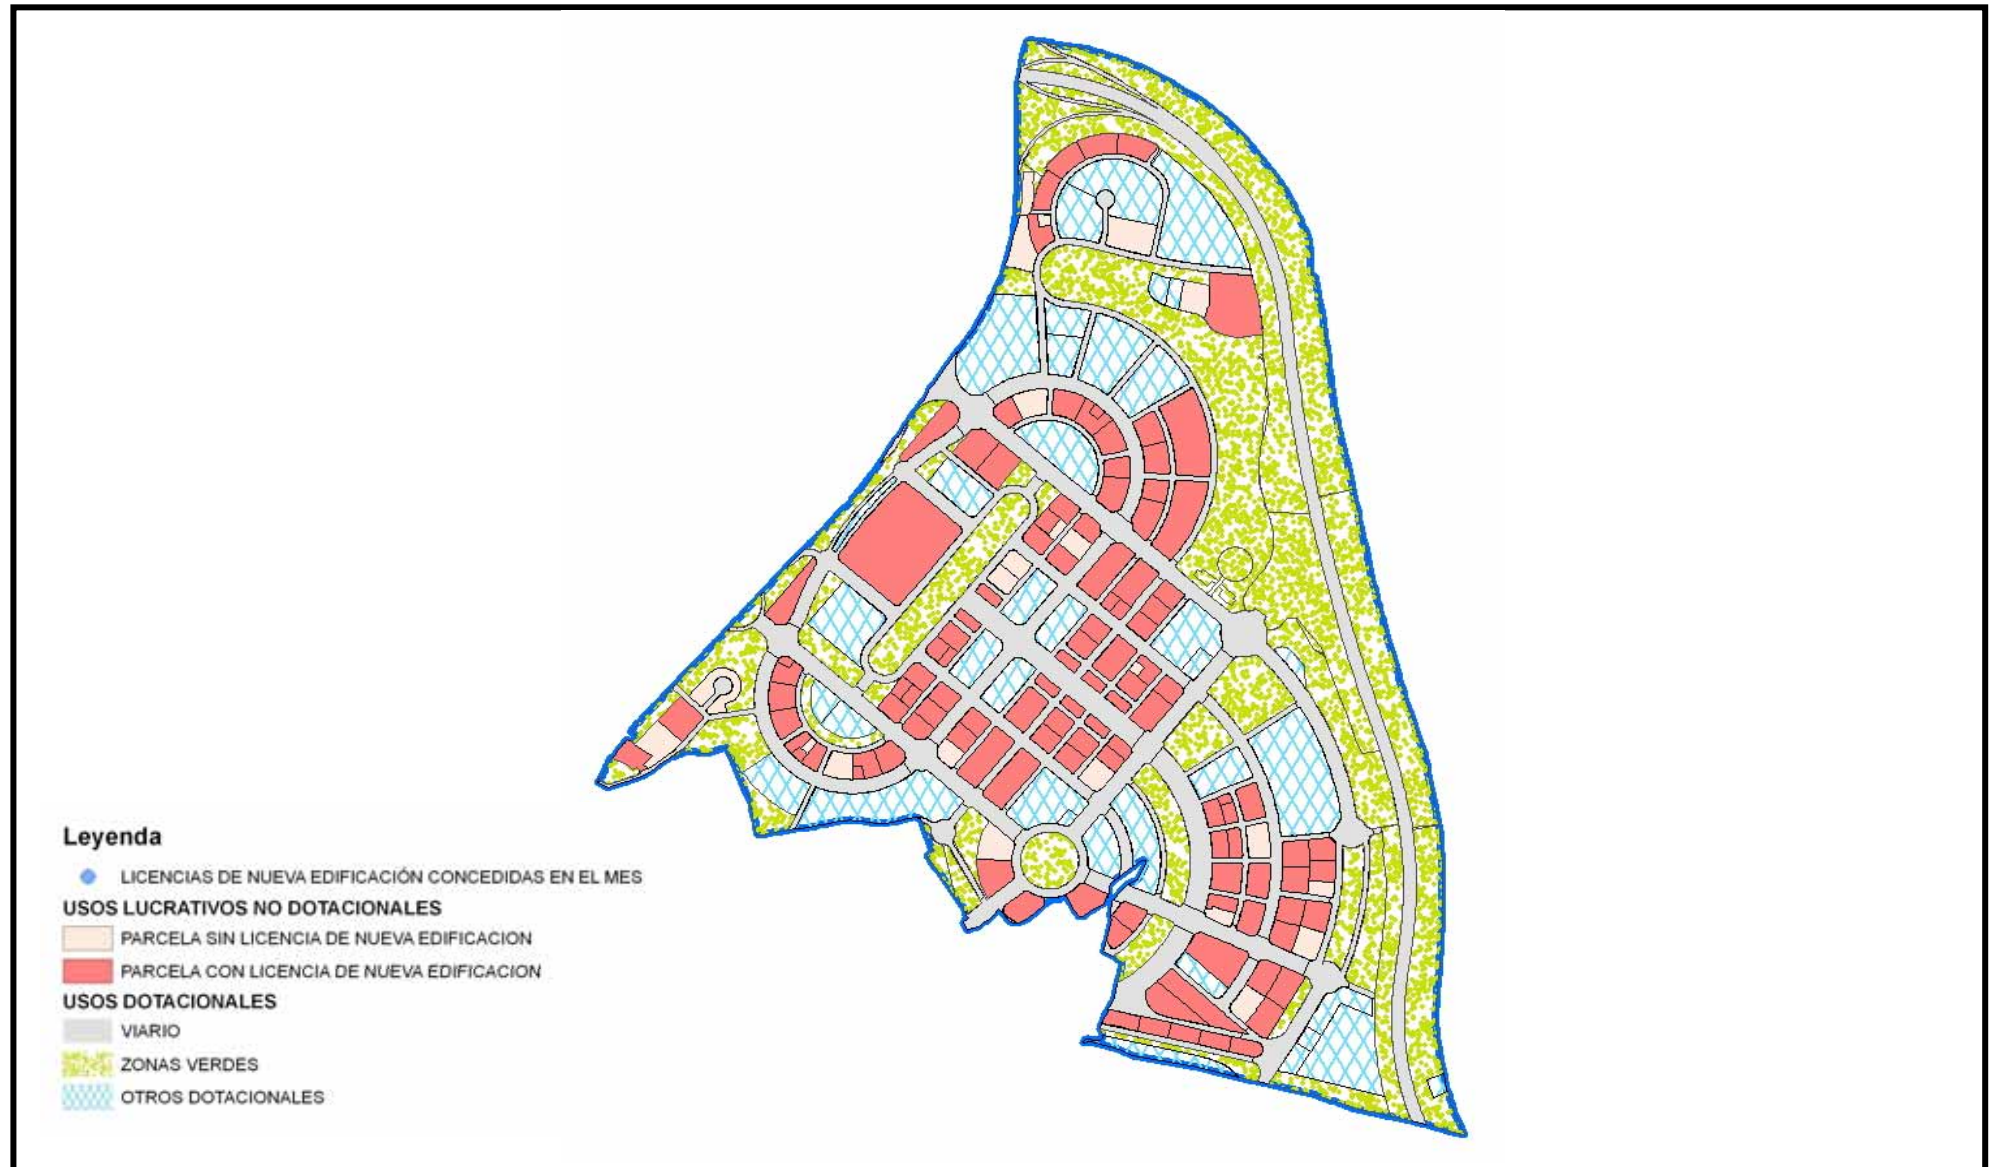 Leyenda
LICENCIAS DE NUEVA EDIFICACIÓN CONCEDIDAS EN EL MES
USOS LUCRATIVOS NO DOTACIONALES
PARCELA SIN LICENCIA DE NUEVA EDIFICACION
PARCELA CON LICENCIA DE NUEVA EDIFICACION
USOS DOTACIONALES
VIARIO
ZONAS VERDES
OTROS DOTACIONALES